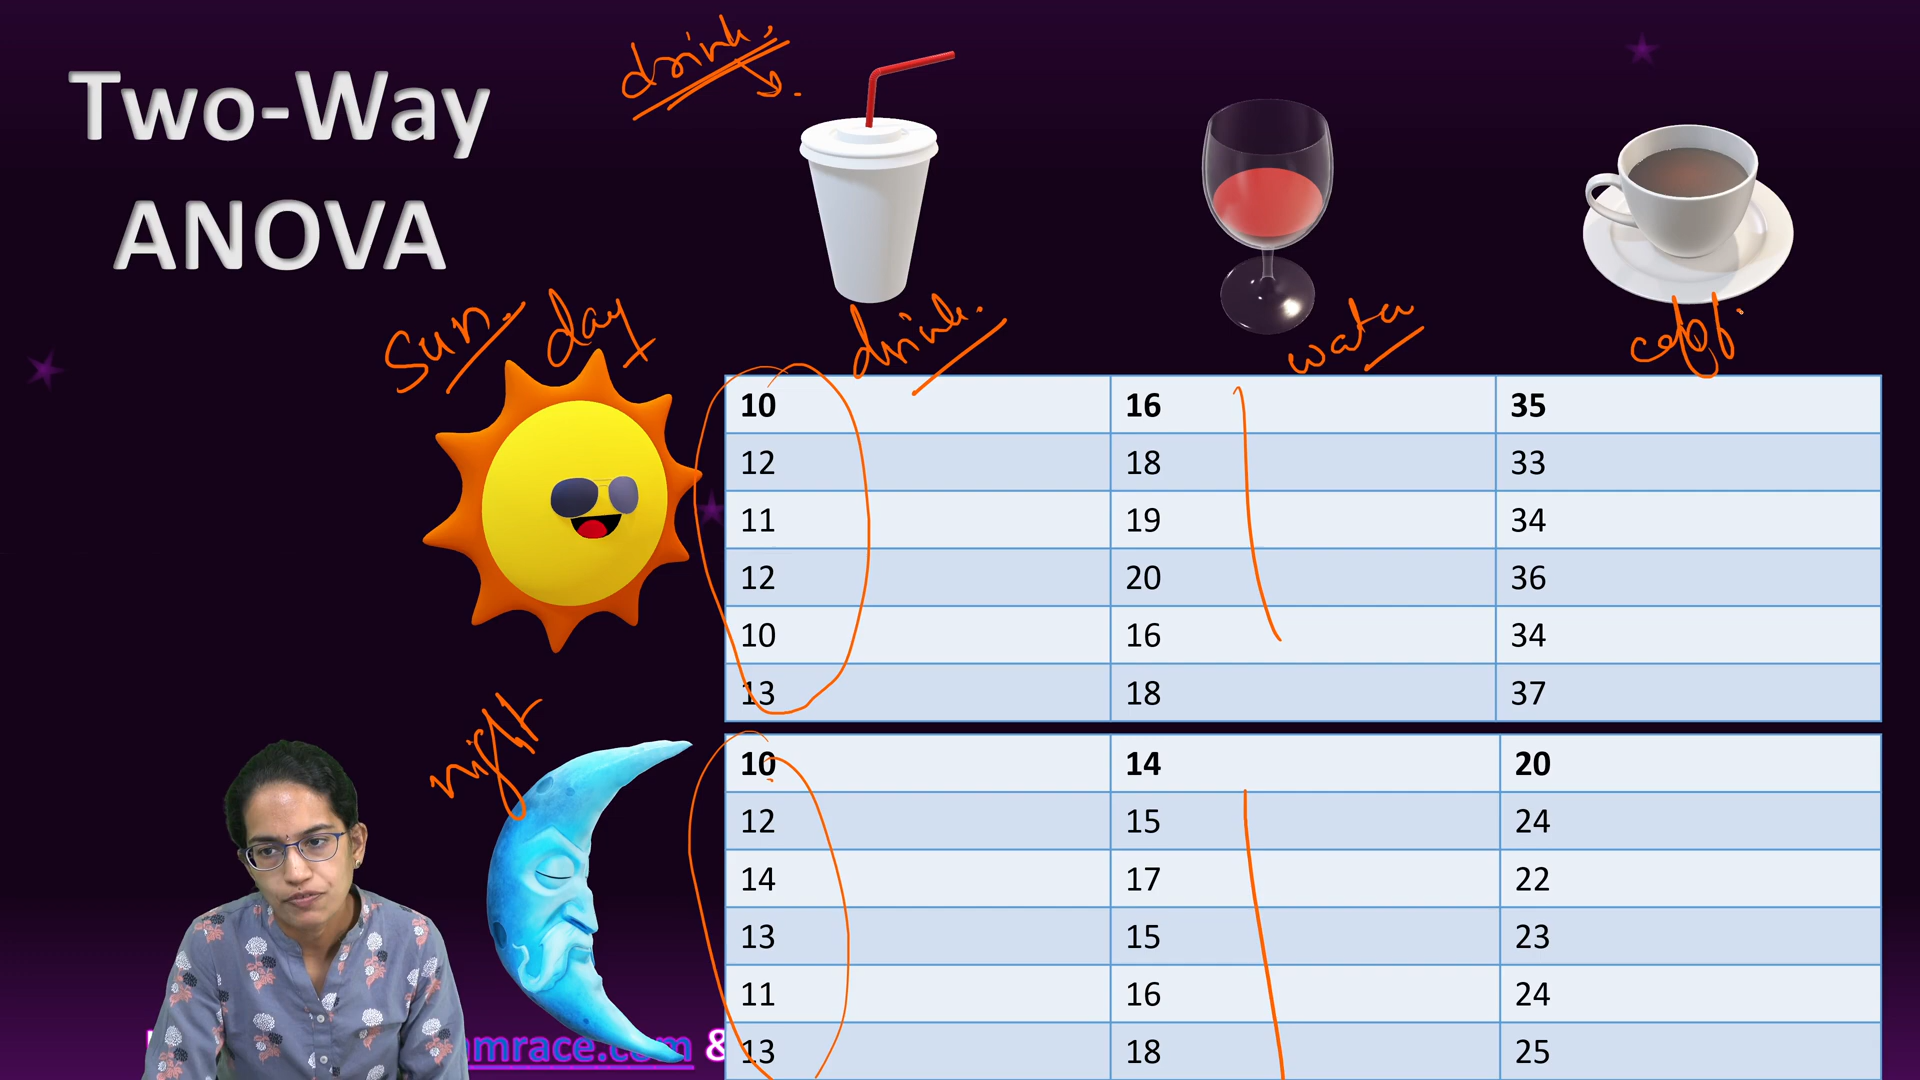 Two-Way
ANOVA
drink,
Sun. day
drink.
water
10 16 35
12 18 33
11 19 34
12 20 36
10 16 34
13 18 37
night
10 14 20
12 15 24
14 17 22
13 15 23
11 16 24
13 18 25
amrace.com &